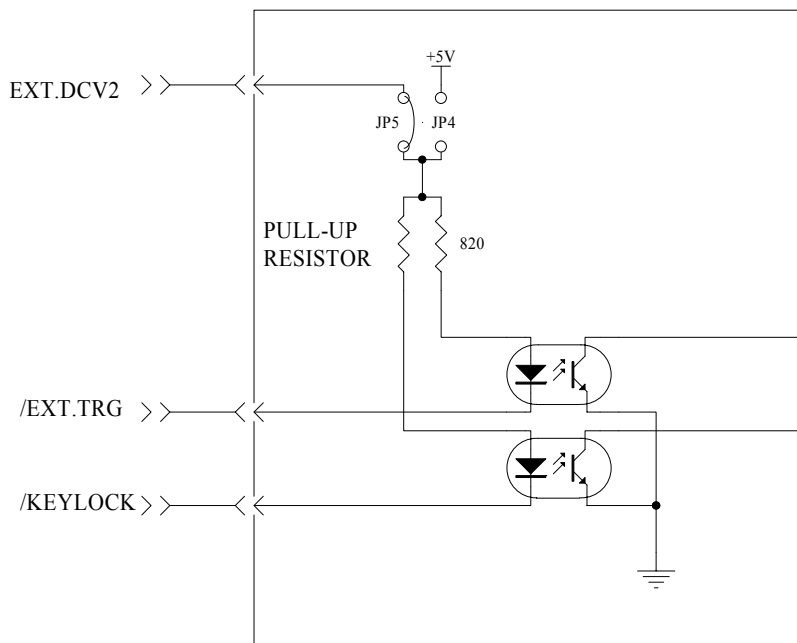 +5V
EXT.DCV2
JP5
JP4
PULL-UP
RESISTOR
820
/EXT.TRG
/KEYLOCK